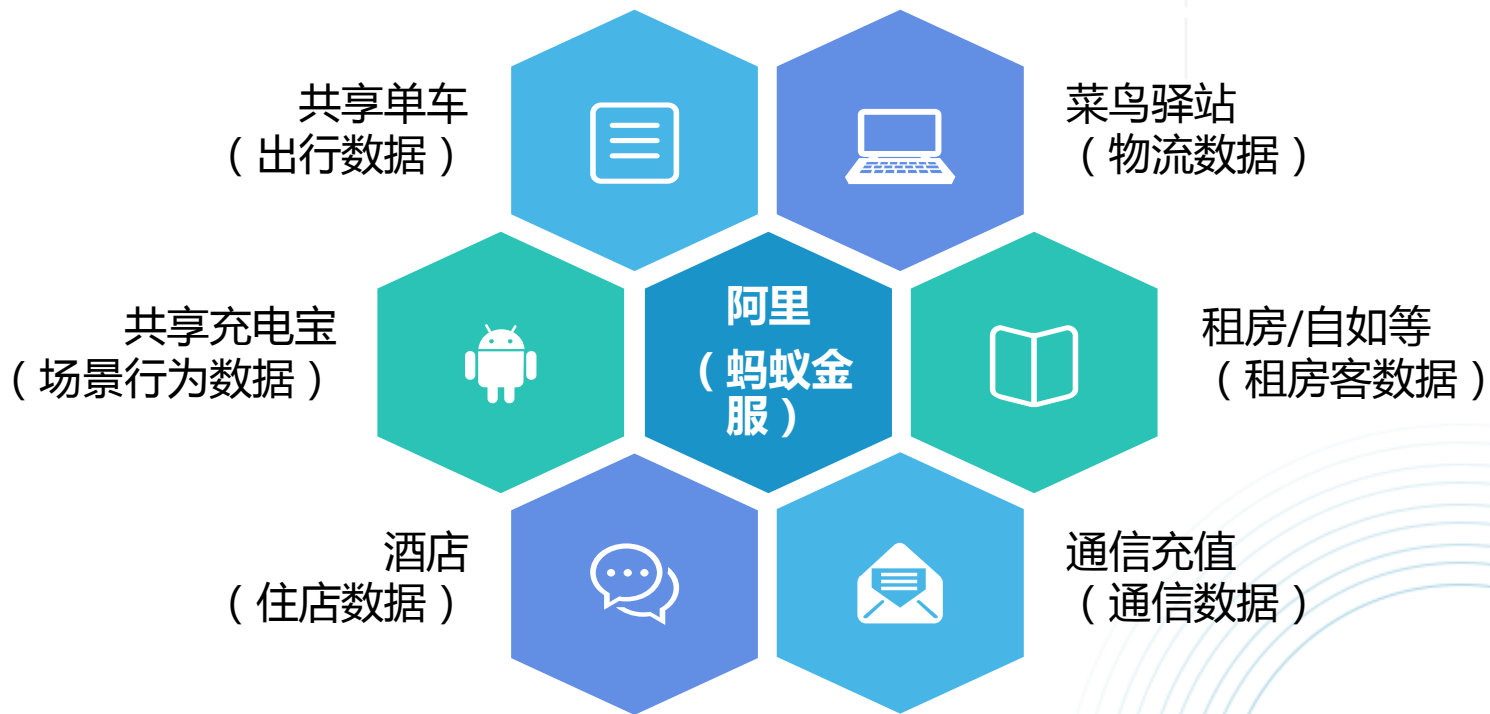 共享单车
（出行数据）
菜鸟驿站
（物流数据）
共享充电宝
（场景行为数据）
阿里
（蚂蚁金
服）
租房/自如等
（租房客数据）
酒店
（住店数据）
通信充值
（通信数据）